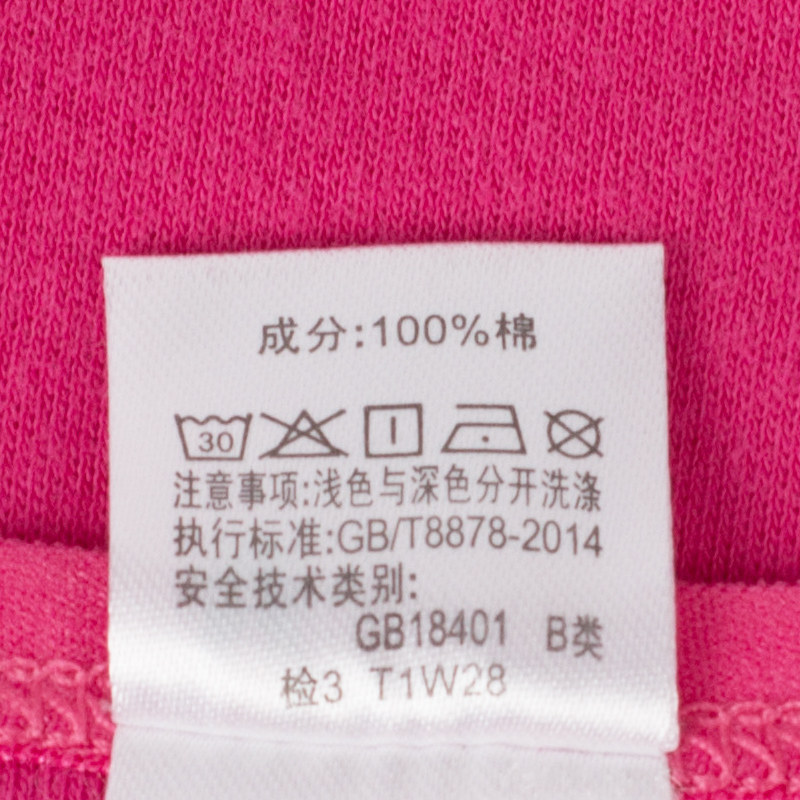 成分:100%棉
30
注意事项:浅色与深色分开洗涤
执行标准:GB/T8878-2014
安全技术类别:
GB18401 B类
检3 T1W28